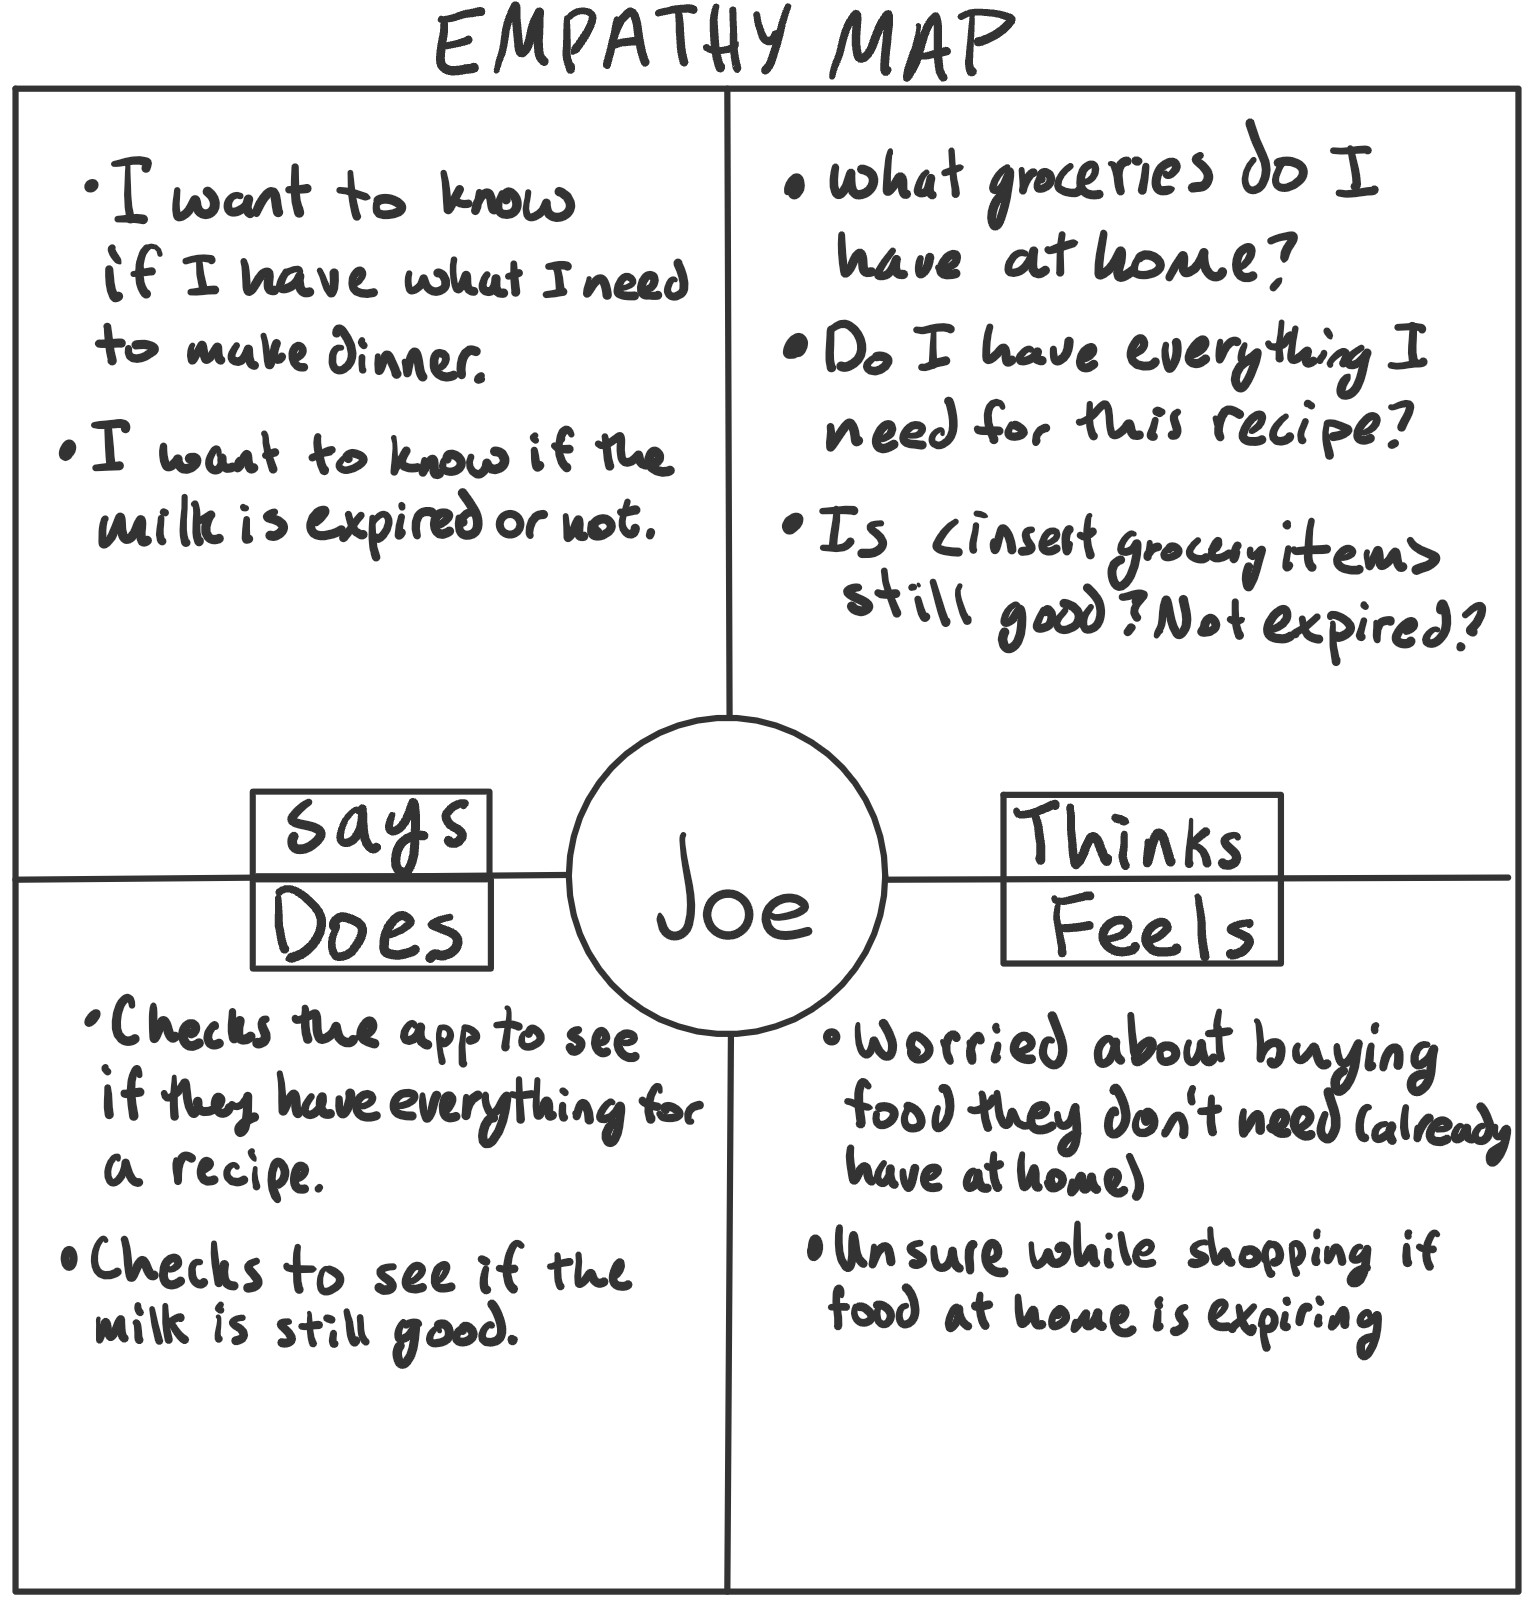 EMPATHY MAP
• I want to know
if I have what I need
to make dinner.
• I want to know if the
milk is expired or not.
• What groceries do I
have at home?
• Do I have everything I
need for this recipe?
• Is <insert grocery items>
still good? Not expired?
Says
Thinks
Joe
Does
Feels
• Checks the app to see
if they have everything for
a recipe.
• Checks to see if the
milk is still good.
• Worried about buying
food they don't need (already
have at home)
• Unsure while shopping if
food at home is expiring